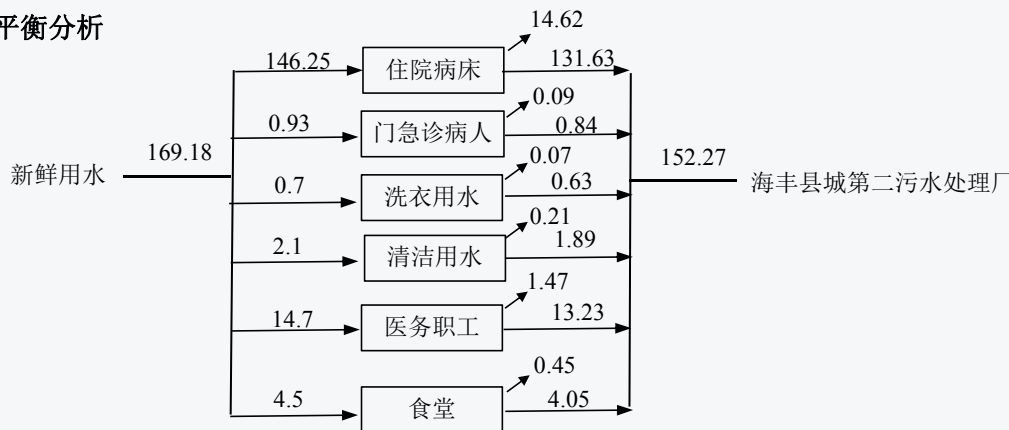 平衡分析
14.62
146.25 住院病床 131.63
0.09
0.93 门急诊病人 0.84
新鲜用水 169.18 152.27 海丰县城第二污水处理厂
0.07
0.7 洗衣用水 0.63
0.21
2.1 清洁用水 1.89
1.47
14.7 医务职工 13.23
0.45
4.5 食堂 4.05